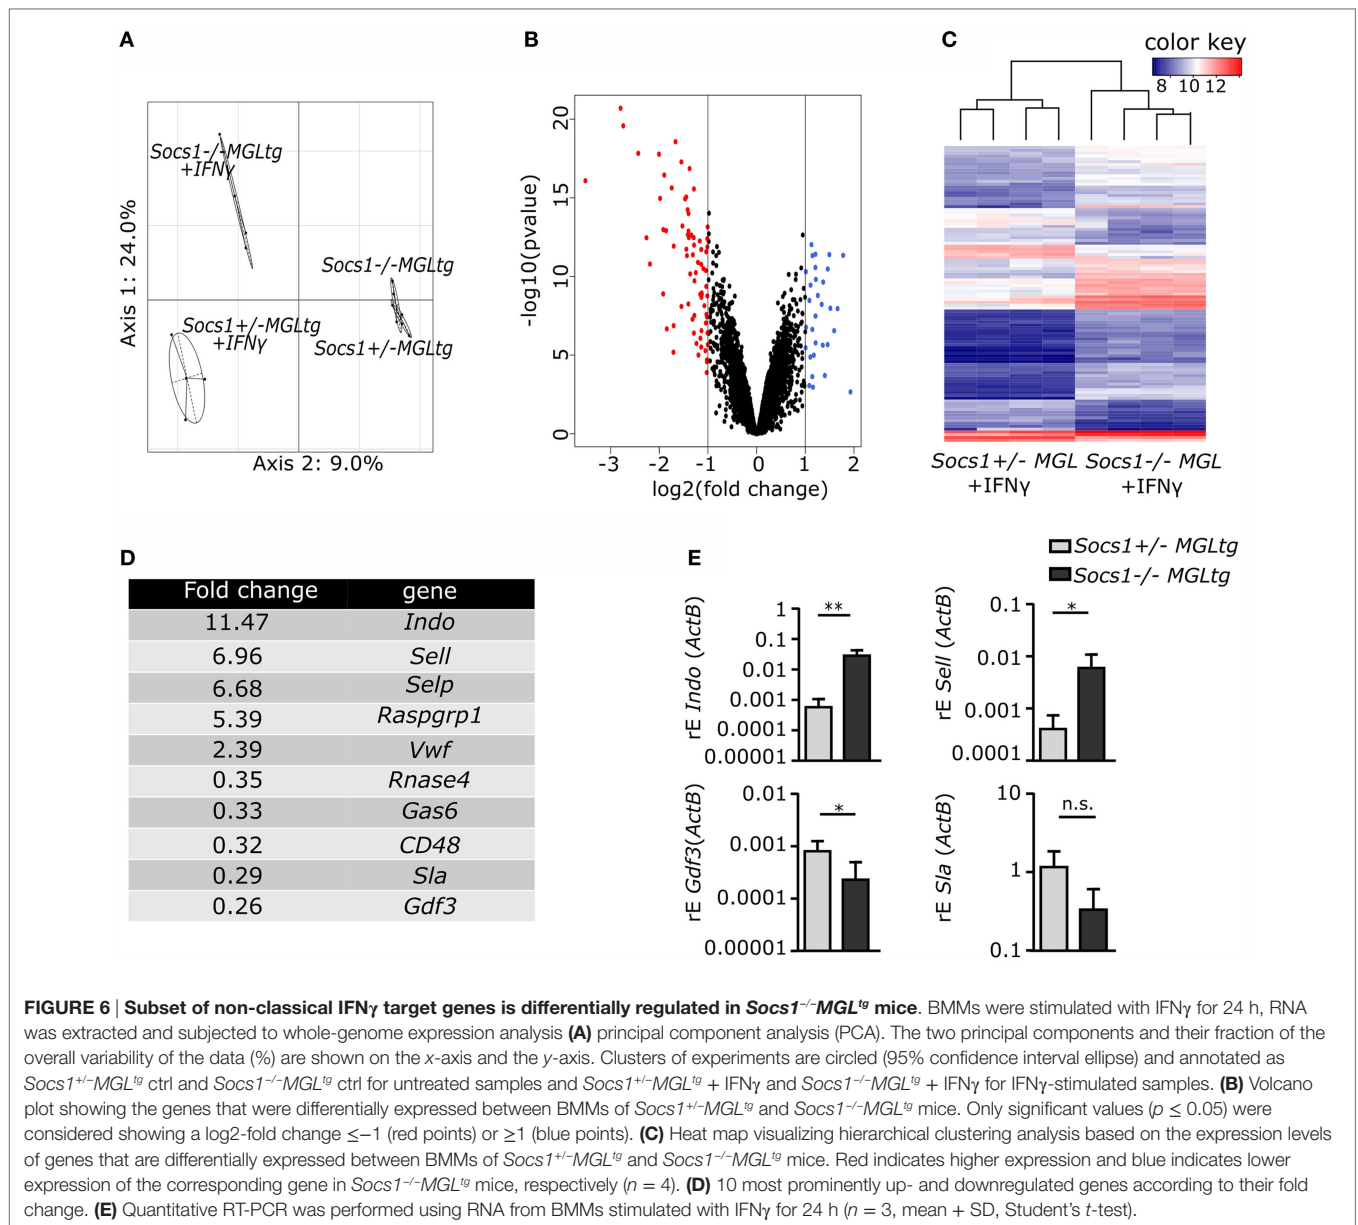 A
Socs1-/-MGLtg
+IFNγ
Socs1-/-MGLtg
Socs1+/-MGLtg
+IFNγ
Socs1+/-MGLtg
Axis 1: 24.0%
Axis 2: 9.0%
B
20
15
10
5
0
-log10(pvalue)
-3 -2 -1 0 1 2
log2(fold change)
C
color key
8 10 12
Socs1+/- MGL
+IFNγ
Socs1-/- MGL
+IFNγ
D
Fold change gene
11.47 Indo
6.96 Sell
6.68 Selp
5.39 Raspgrp1
2.39 Vwf
0.35 Rnase4
0.33 Gas6
0.32 CD48
0.29 Sla
0.26 Gdf3
E
Socs1+/- MGLtg
Socs1-/- MGLtg
rE Indo (ActB)
1
0.1
0.01
0.001
0.0001
0.00001
**
rE Sell (ActB)
0.1
0.01
0.001
0.0001
*
rE Gdf3(ActB)
0.01
0.001
0.0001
0.00001
*
rE Sla (ActB)
10
1
0.1
n.s.
FIGURE 6 | Subset of non-classical IFNγ target genes is differentially regulated in Socs1−/−MGLtg mice. BMMs were stimulated with IFNγ for 24 h, RNA
was extracted and subjected to whole-genome expression analysis (A) principal component analysis (PCA). The two principal components and their fraction of the
overall variability of the data (%) are shown on the x-axis and the y-axis. Clusters of experiments are circled (95% confidence interval ellipse) and annotated as
Socs1+/−MGLtg ctrl and Socs1−/−MGLtg ctrl for untreated samples and Socs1+/−MGLtg + IFNγ and Socs1−/−MGLtg + IFNγ for IFNγ-stimulated samples. (B) Volcano
plot showing the genes that were differentially expressed between BMMs of Socs1+/−MGLtg and Socs1−/−MGLtg mice. Only significant values (p ≤ 0.05) were
considered showing a log2-fold change ≤−1 (red points) or ≥1 (blue points). (C) Heat map visualizing hierarchical clustering analysis based on the expression levels
of genes that are differentially expressed between BMMs of Socs1+/−MGLtg and Socs1−/−MGLtg mice. Red indicates higher expression and blue indicates lower
expression of the corresponding gene in Socs1−/−MGLtg mice, respectively (n = 4). (D) 10 most prominently up- and downregulated genes according to their fold
change. (E) Quantitative RT-PCR was performed using RNA from BMMs stimulated with IFNγ for 24 h (n = 3, mean + SD, Student's t-test).